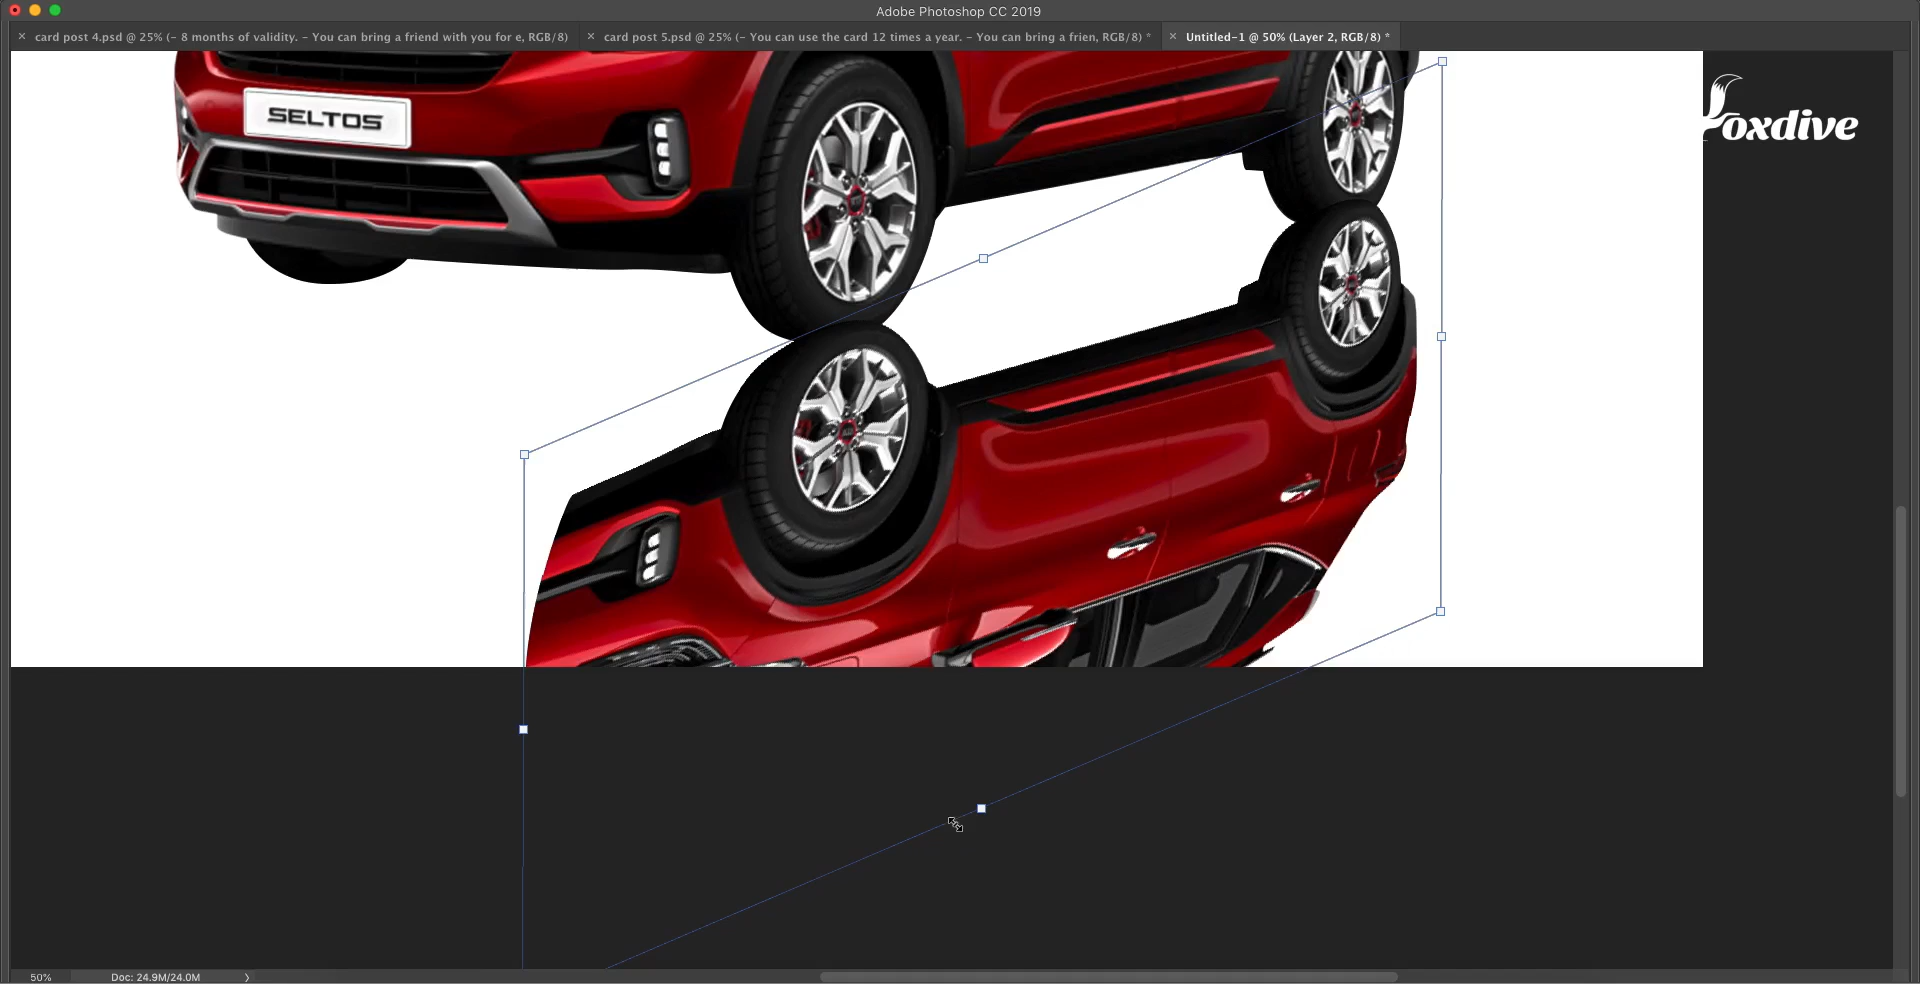 Adobe Photoshop CC 2019
card post 4.psd @ 25% (- 8 months of validity. - You can bring a friend with you for e, RGB/8)
card post 5.psd @ 25% (- You can use the card 12 times a year. - You can bring a frien, RGB/8) *
Untitled-1 @ 50% (Layer 2, RGB/8) *
foxdive
SELTOS
50%
Doc: 24.9M/24.0M